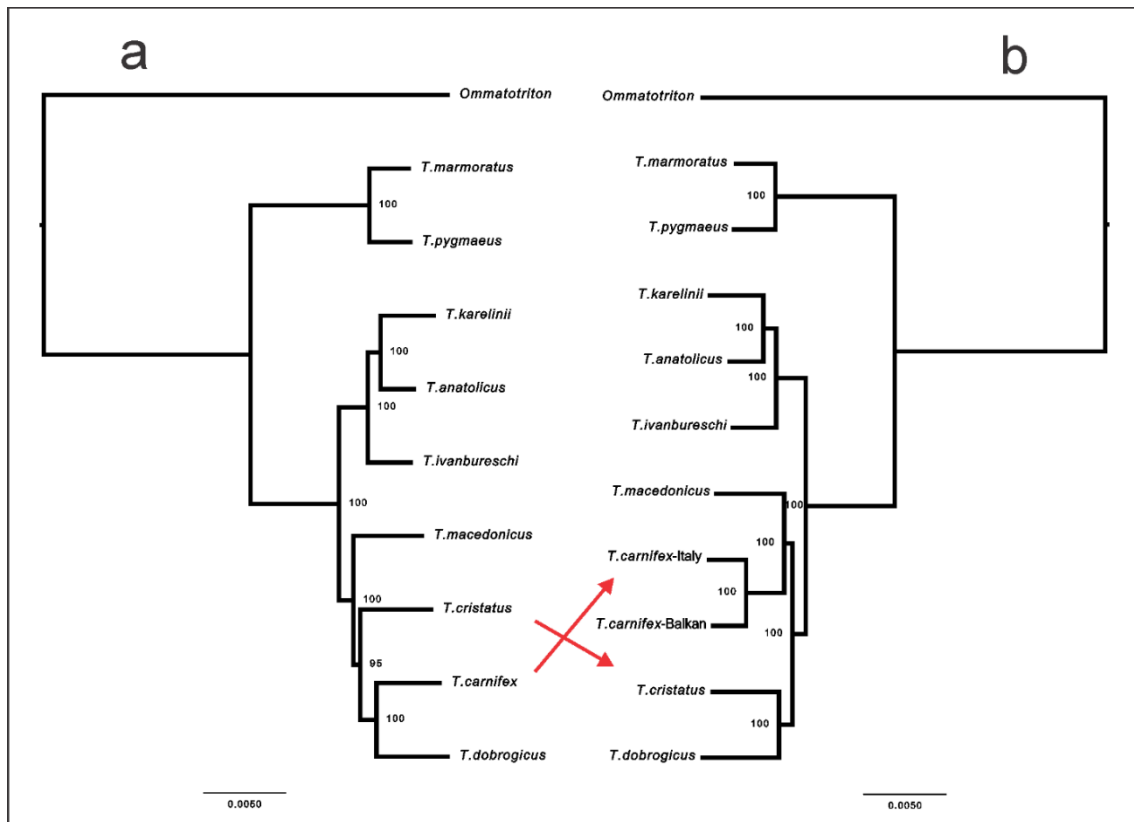 a
b
Ommatotriton
T.marmoratus
100
T.pygmaeus
T.karelinii
100
T.anatolicus
100
T.ivanbureschi
100
T.macedonicus
100
T.cristatus
95
T.carnifex
100
T.dobrogicus
0.0050
Ommatotriton
T.marmoratus
100
T.pygmaeus
T.karelinii
100
T.anatolicus
100
T.ivanbureschi
T.macedonicus
100
100
T.carnifex-Italy
100
T.carnifex-Balkan
100
T.cristatus
100
T.dobrogicus
0.0050